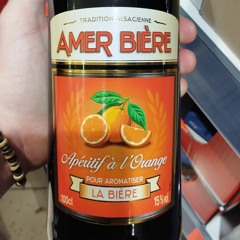 TRADITION ALSACIENNE
AMER BIÈRE
Apéritif à l'Orange
POUR AROMATISER
LA BIÈRE
100cl
15%vol